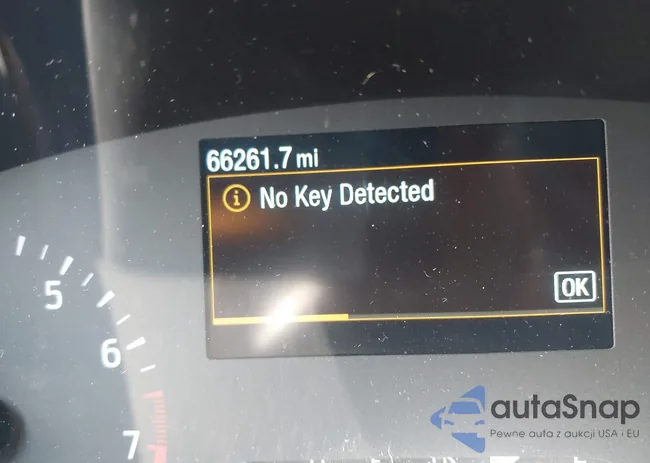 66261.7 mi
No Key Detected
OK
5
6
7
autaSnap
Pewne auta z aukcji USA i EU